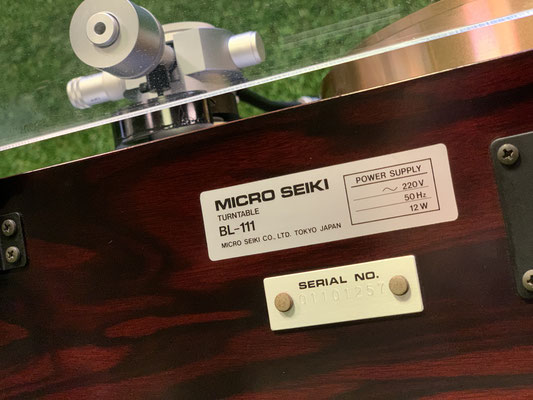 MICRO SEIKI
TURNTABLE
BL-111
MICRO SEIKI CO., LTD. TOKYO JAPAN
POWER SUPPLY
～ 220V
50Hz
12W
SERIAL NO.